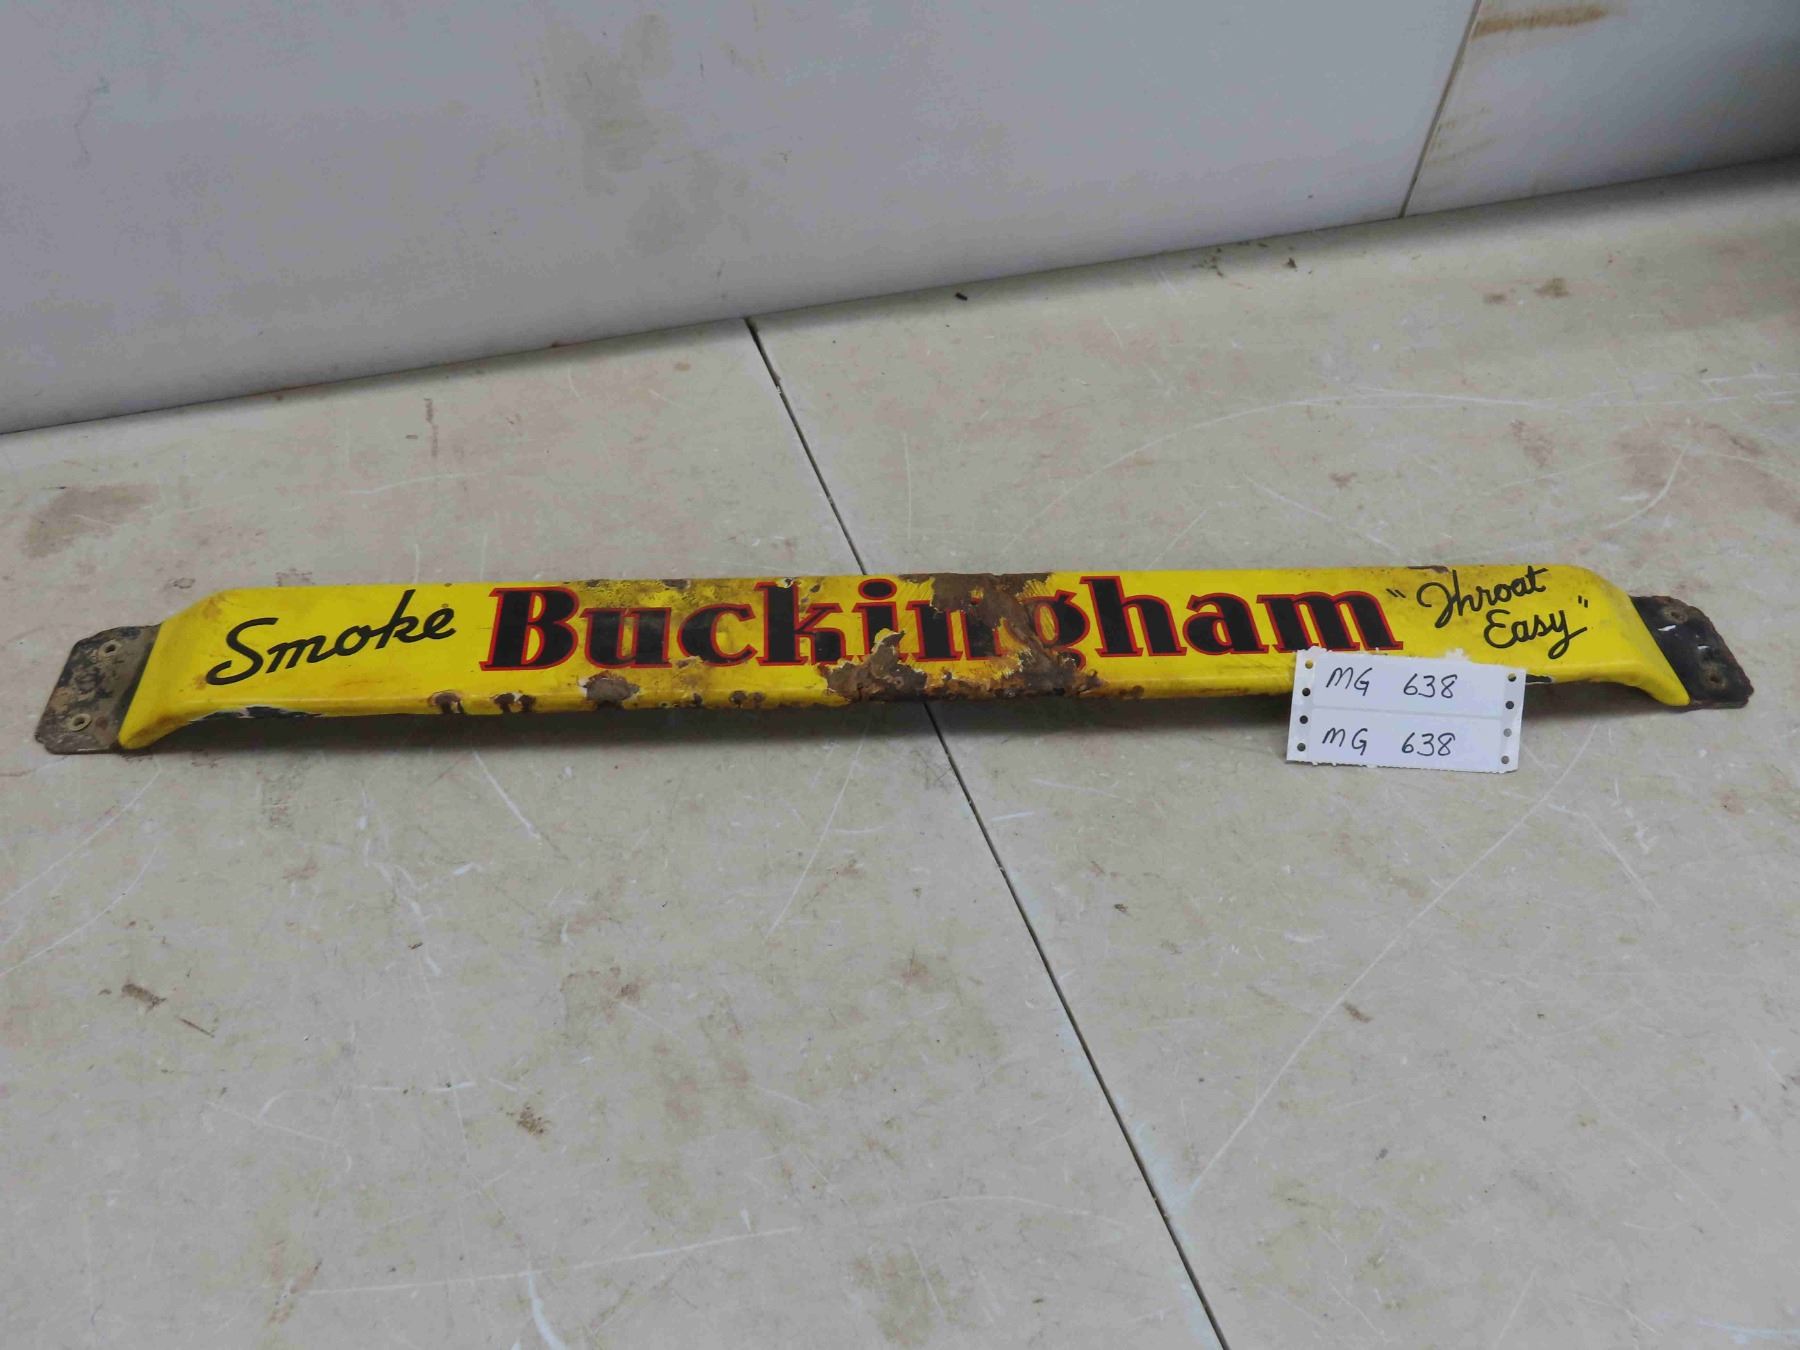 Smoke Buckingham "Throat
Easy"
MG 638
MG 638